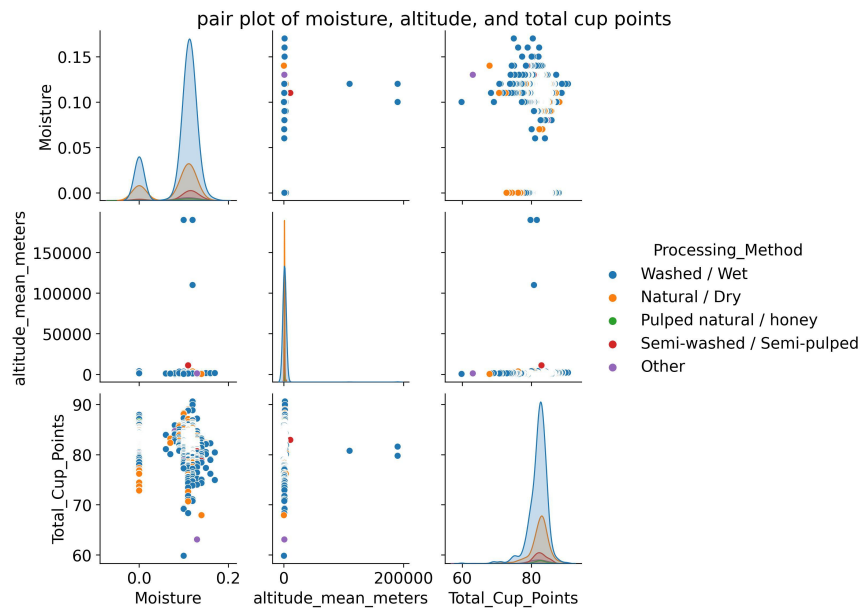 pair plot of moisture, altitude, and total cup points
0.15
0.10
0.05
0.00
Moisture
150000
100000
50000
0
altitude_mean_meters
90
80
70
60
Total_Cup_Points
0.0 0.2
Moisture
0 200000
altitude_mean_meters
60 80
Total_Cup_Points
Processing_Method
Washed / Wet
Natural / Dry
Pulped natural / honey
Semi-washed / Semi-pulped
Other